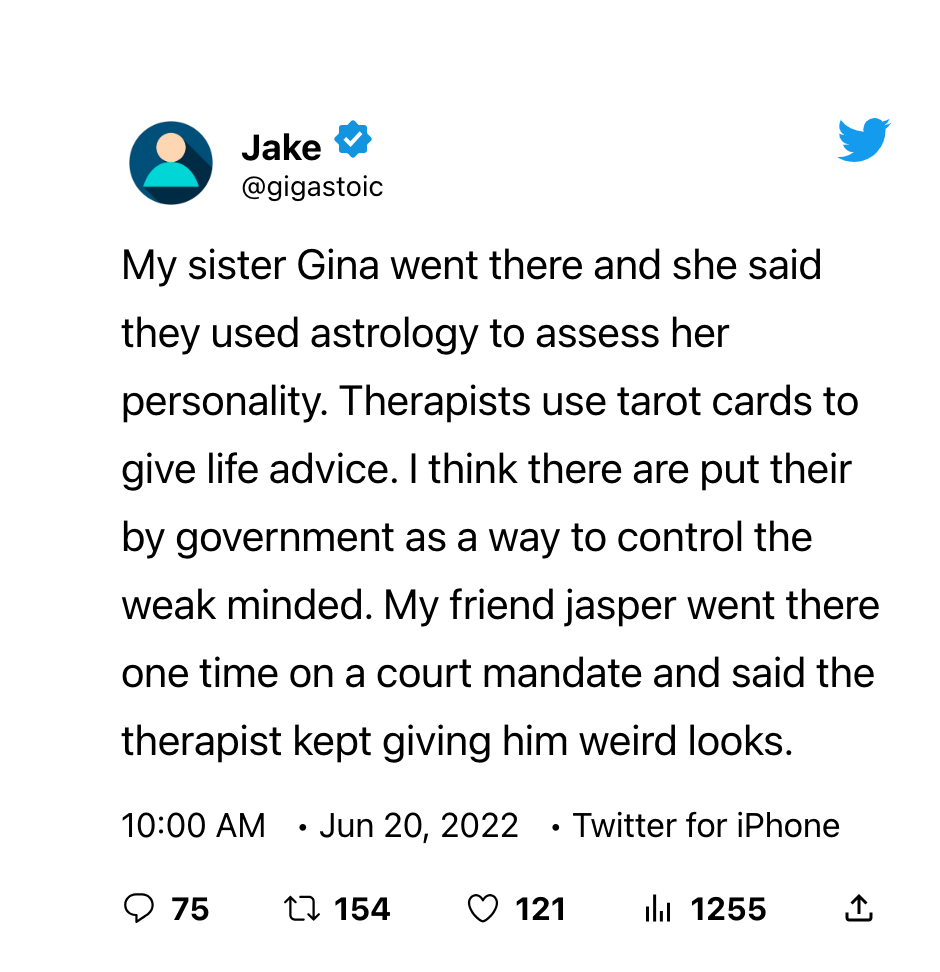 Jake
@gigastoic
My sister Gina went there and she said
they used astrology to assess her
personality. Therapists use tarot cards to
give life advice. I think there are put their
by government as a way to control the
weak minded. My friend jasper went there
one time on a court mandate and said the
therapist kept giving him weird looks.
10:00 AM • Jun 20, 2022 • Twitter for iPhone
75 154 121 1255